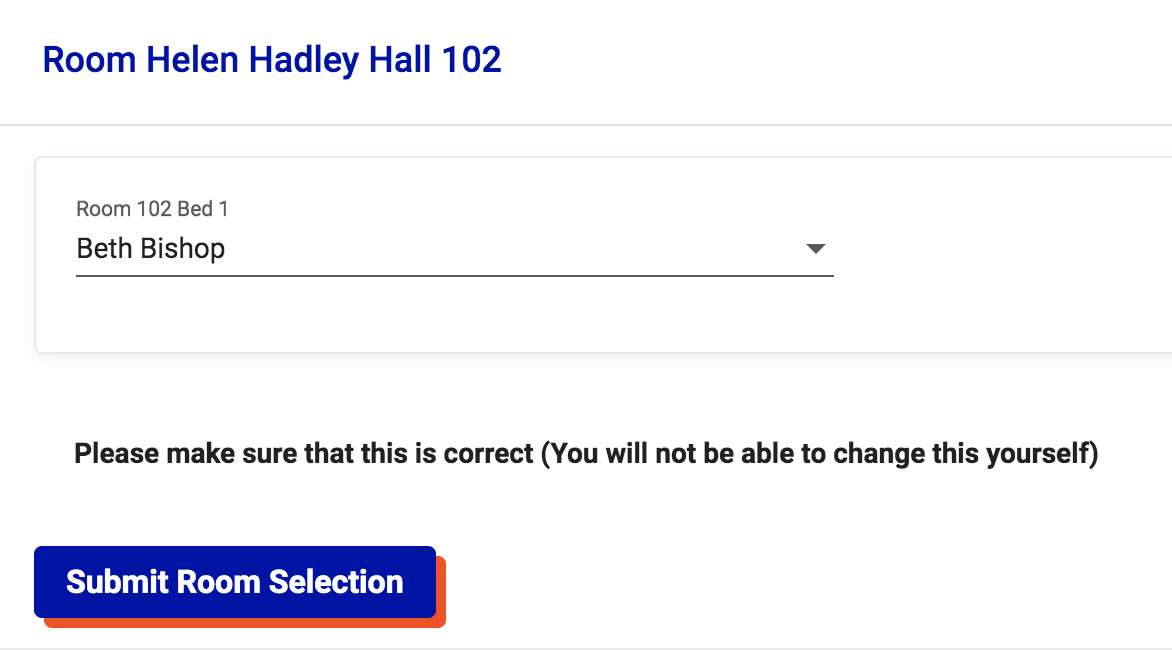 Room Helen Hadley Hall 102
Room 102 Bed 1
Beth Bishop
Please make sure that this is correct (You will not be able to change this yourself)
Submit Room Selection